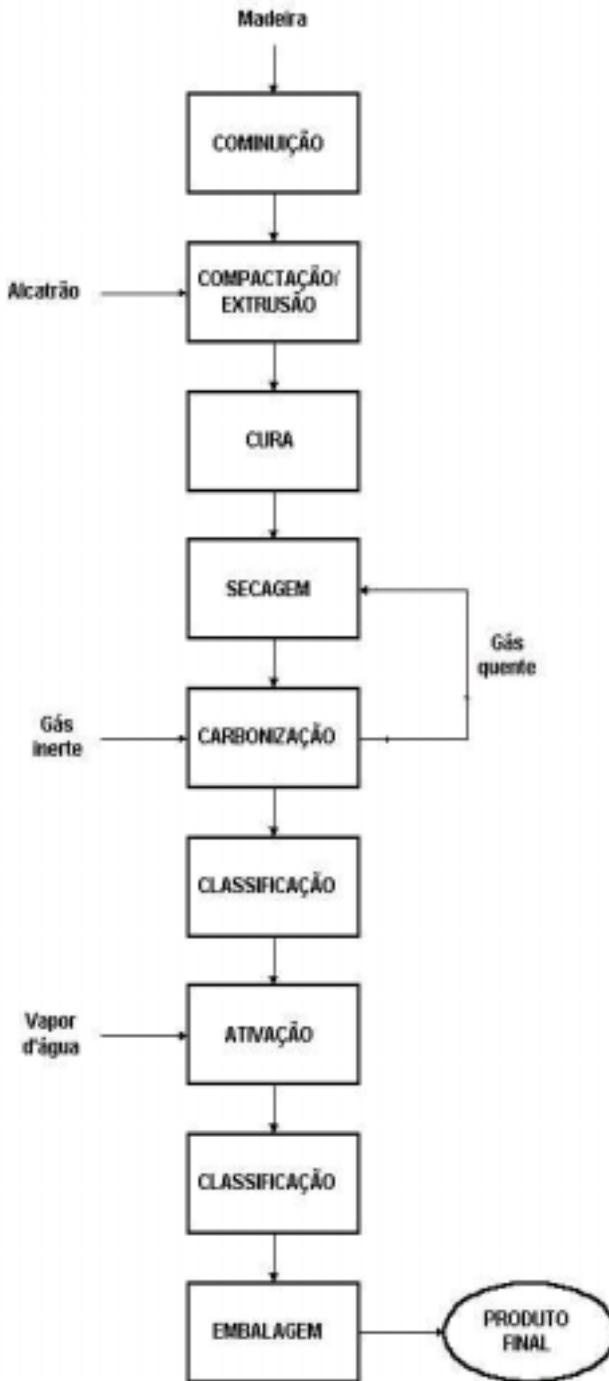 Madeira
COMINUIÇÃO
Alcatrão
COMPACTAÇÃO/
EXTRUSÃO
CURA
SECAGEM
Gás
quente
Gás
inerte
CARBONIZAÇÃO
CLASSIFICAÇÃO
Vapor
d'água
ATIVAÇÃO
CLASSIFICAÇÃO
EMBALAGEM
PRODUTO
FINAL